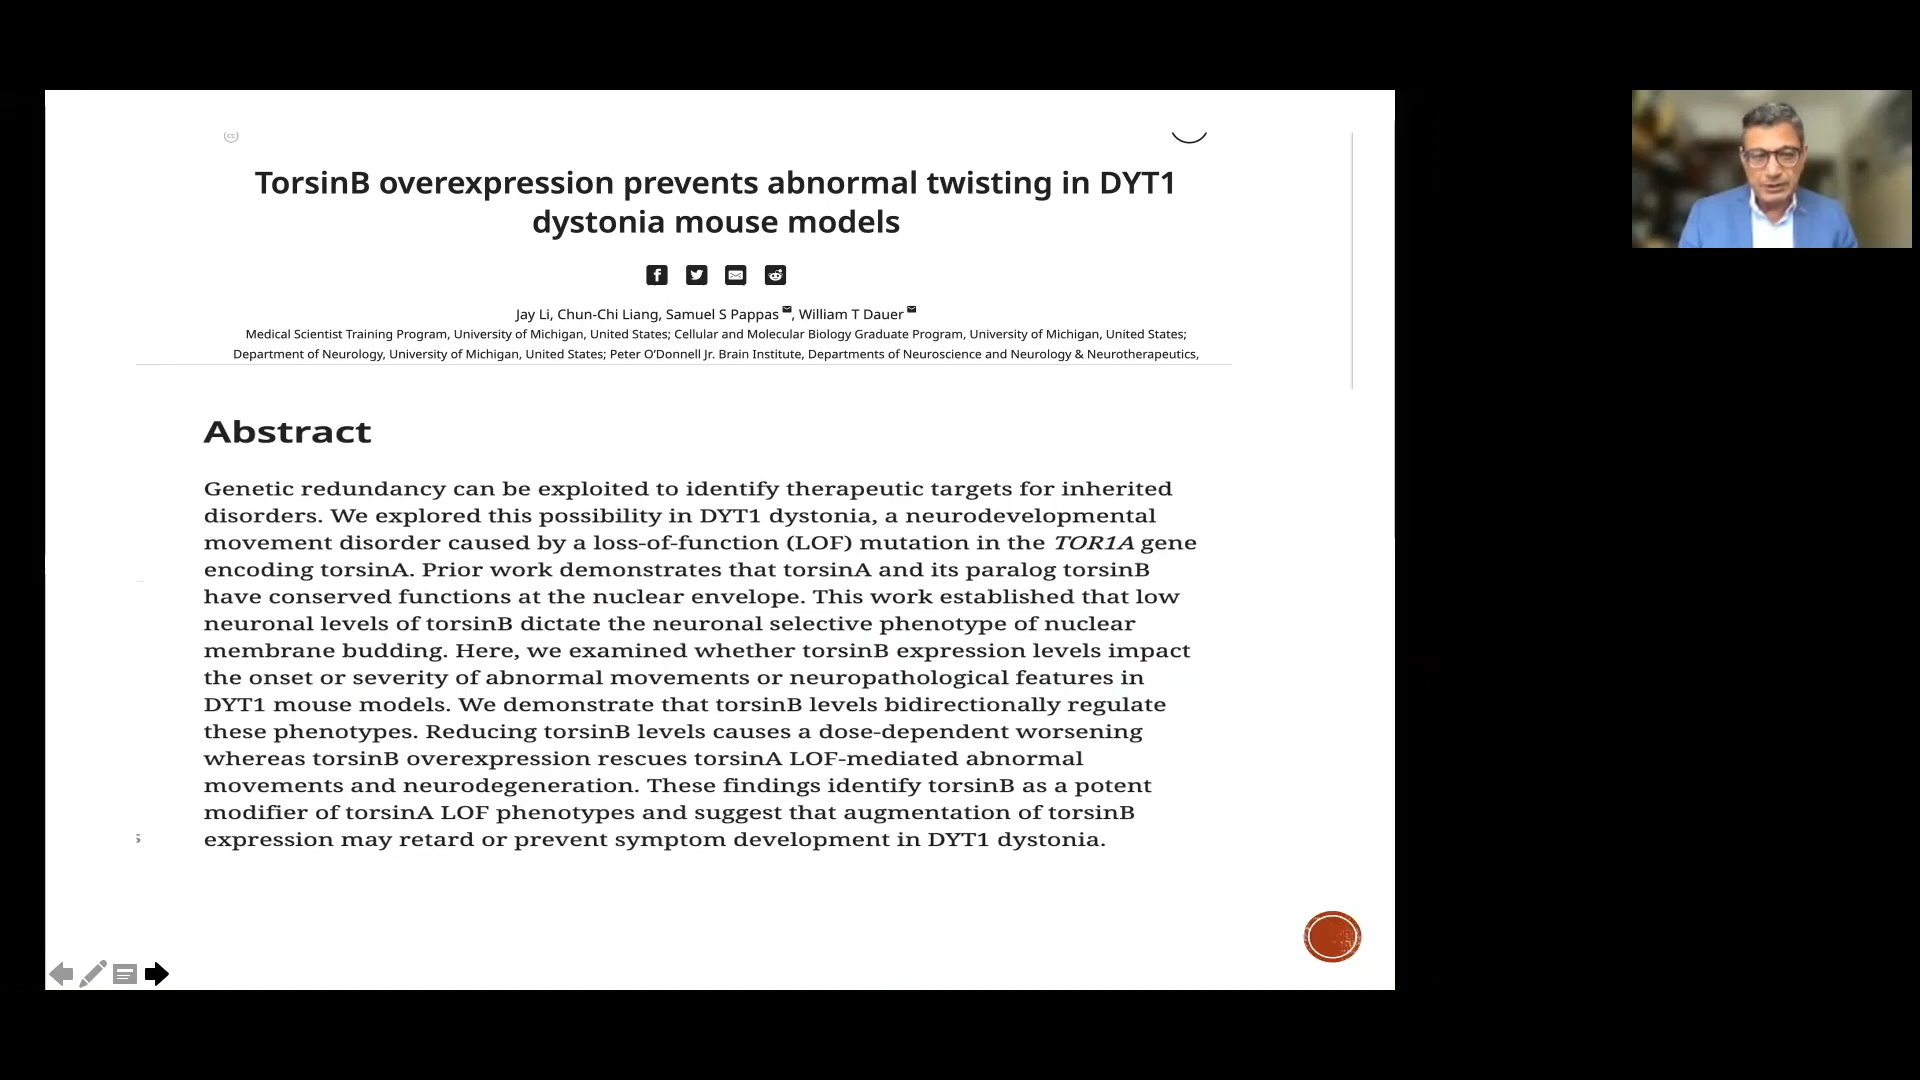 cc
TorsinB overexpression prevents abnormal twisting in DYT1
dystonia mouse models
Jay Li, Chun-Chi Liang, Samuel S Pappas, William T Dauer
Medical Scientist Training Program, University of Michigan, United States; Cellular and Molecular Biology Graduate Program, University of Michigan, United States;
Department of Neurology, University of Michigan, United States; Peter O’Donnell Jr. Brain Institute, Departments of Neuroscience and Neurology & Neurotherapeutics,
Abstract
Genetic redundancy can be exploited to identify therapeutic targets for inherited
disorders. We explored this possibility in DYT1 dystonia, a neurodevelopmental
movement disorder caused by a loss-of-function (LOF) mutation in the TOR1A gene
encoding torsinA. Prior work demonstrates that torsinA and its paralog torsinB
have conserved functions at the nuclear envelope. This work established that low
neuronal levels of torsinB dictate the neuronal selective phenotype of nuclear
membrane budding. Here, we examined whether torsinB expression levels impact
the onset or severity of abnormal movements or neuropathological features in
DYT1 mouse models. We demonstrate that torsinB levels bidirectionally regulate
these phenotypes. Reducing torsinB levels causes a dose-dependent worsening
whereas torsinB overexpression rescues torsinA LOF-mediated abnormal
movements and neurodegeneration. These findings identify torsinB as a potent
modifier of torsinA LOF phenotypes and suggest that augmentation of torsinB
expression may retard or prevent symptom development in DYT1 dystonia.